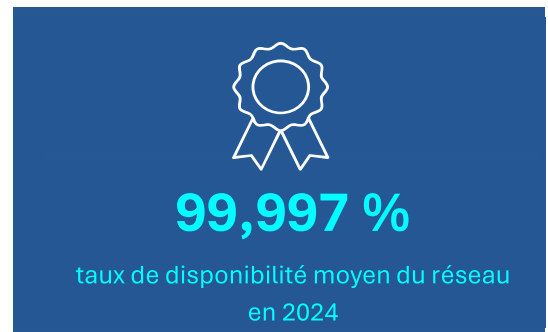 99,997 %
taux de disponibilité moyen du réseau
en 2024